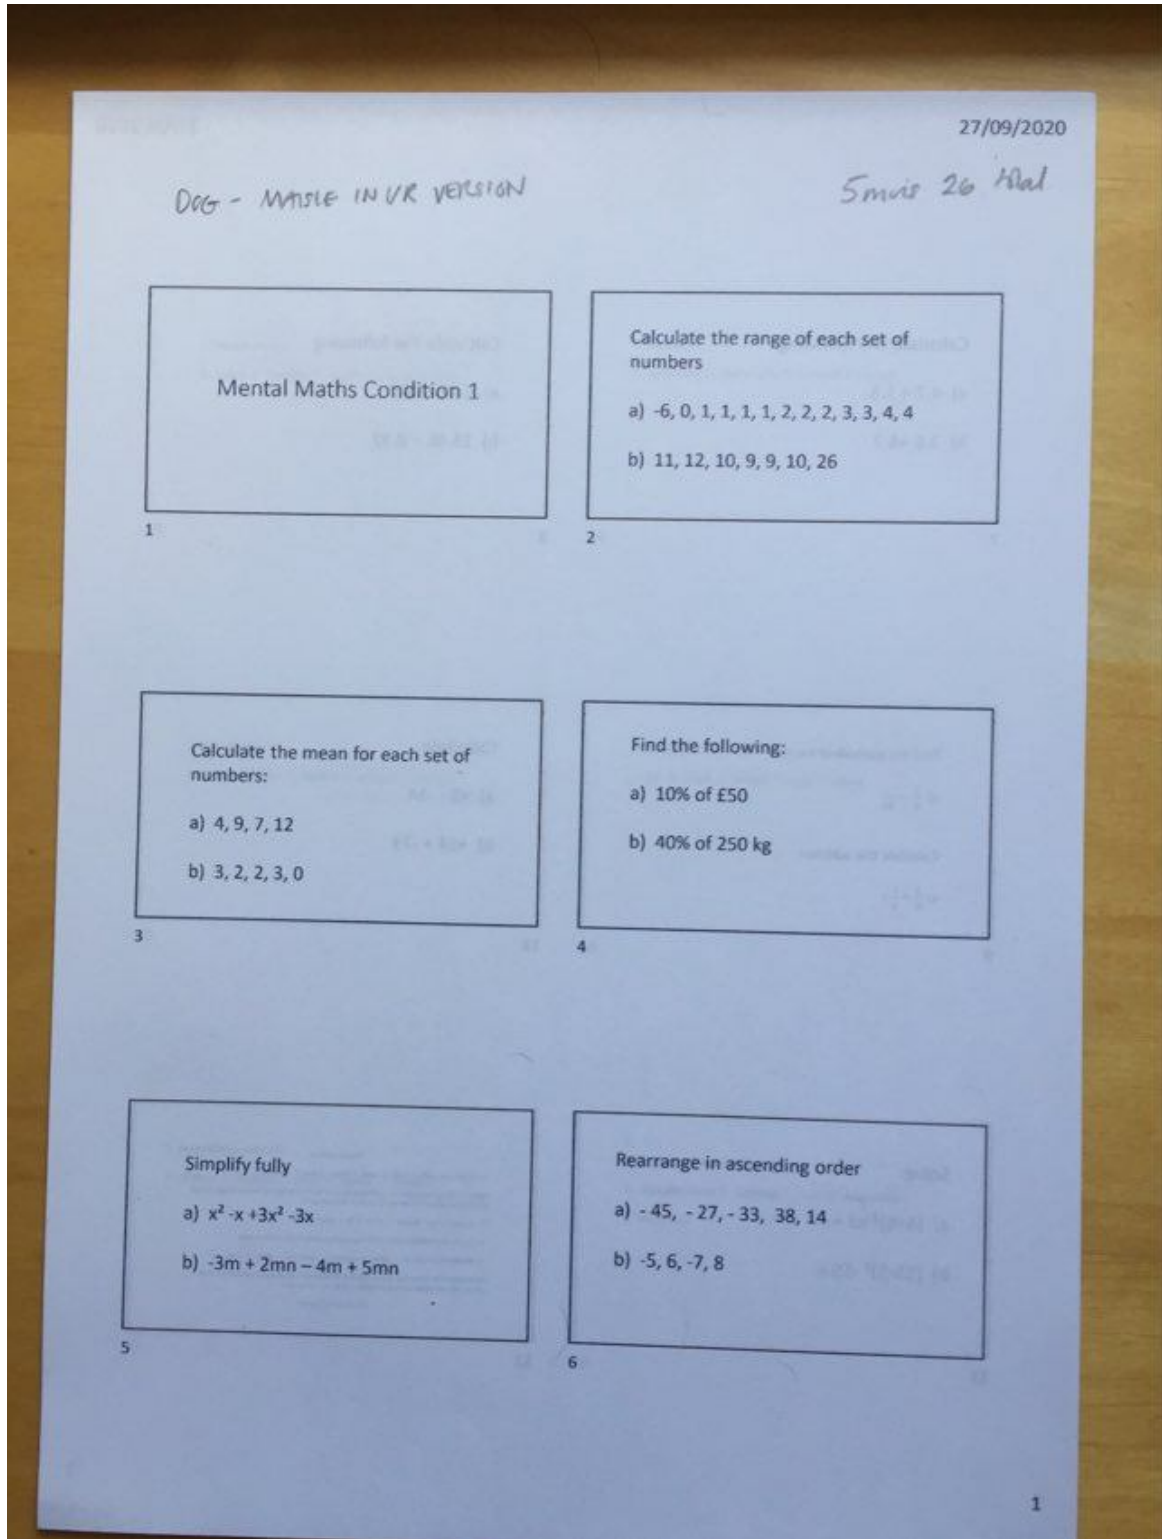 27/09/2020
DOG - MAISIE IN VR VERSION
5mins 26 total
Mental Maths Condition 1
1
Calculate the range of each set of
numbers
a) -6, 0, 1, 1, 1, 1, 2, 2, 2, 3, 3, 4, 4
b) 11, 12, 10, 9, 9, 10, 26
2
Calculate the mean for each set of
numbers:
a) 4, 9, 7, 12
b) 3, 2, 2, 3, 0
3
Find the following:
a) 10% of £50
b) 40% of 250 kg
4
Simplify fully
a) x² -x +3x² -3x
b) -3m + 2mn – 4m + 5mn
5
Rearrange in ascending order
a) - 45, - 27, - 33, 38, 14
b) -5, 6, -7, 8
6
1